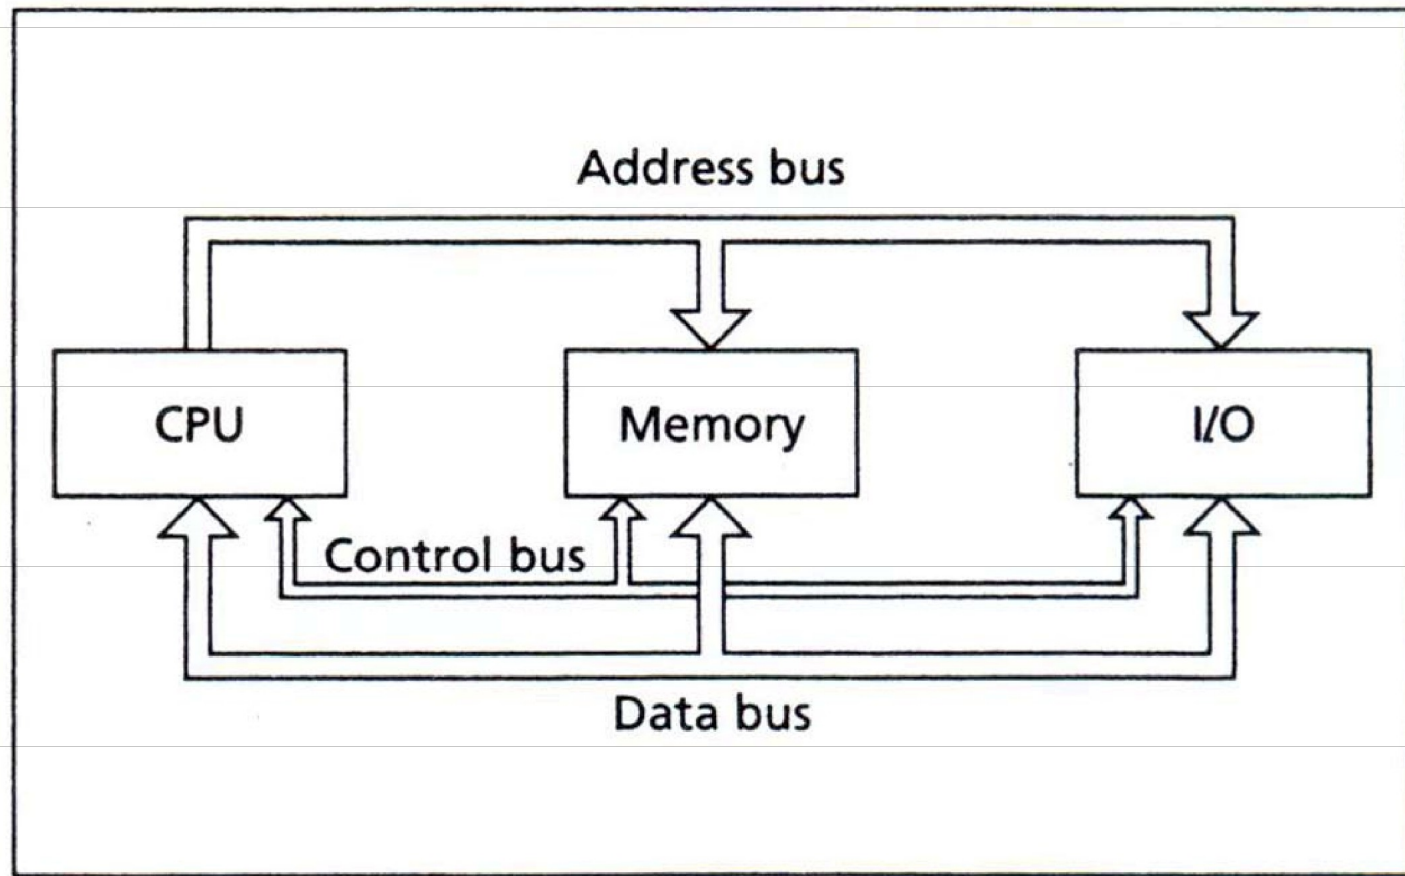 Address bus
CPU
Memory
I/O
Control bus
Data bus